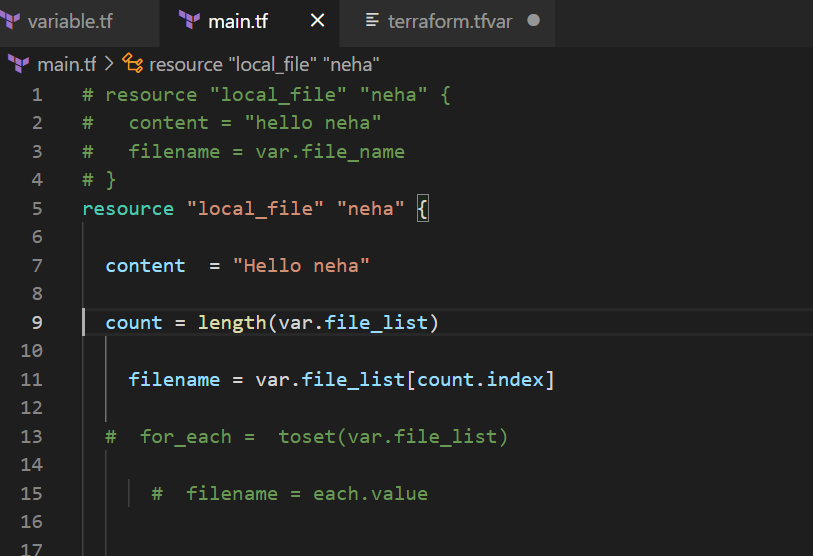 variable.tf main.tf terraform.tfvar
main.tf > resource "local_file" "neha"
1 # resource "local_file" "neha" {
2 #   content = "hello neha"
3 #   filename = var.file_name
4 # }
5 resource "local_file" "neha" {
6
7   content  = "Hello neha"
8
9   count = length(var.file_list)
10
11     filename = var.file_list[count.index]
12
13   #  for_each =  toset(var.file_list)
14
15       #  filename = each.value
16
17